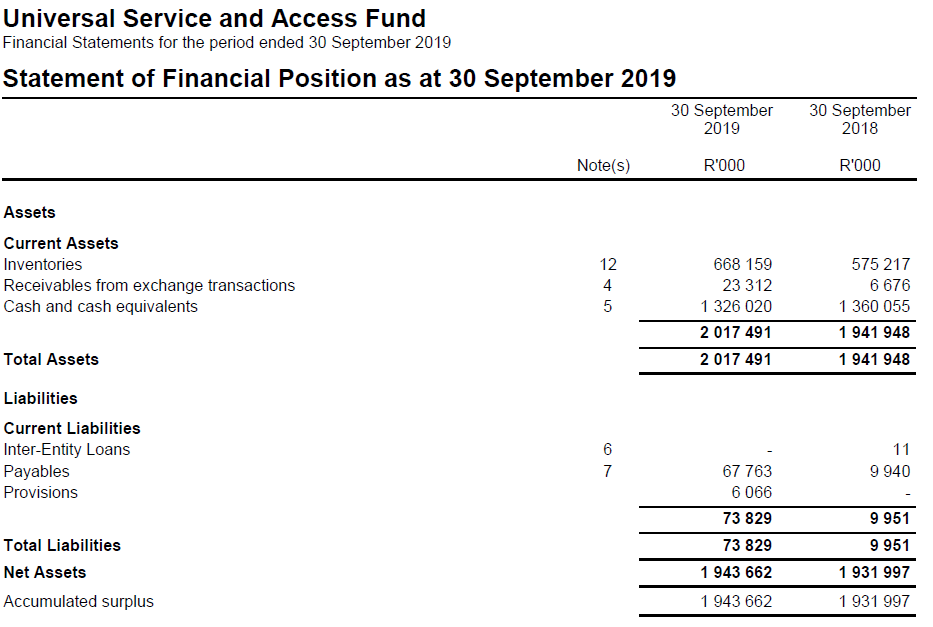 Universal Service and Access Fund
Financial Statements for the period ended 30 September 2019
Statement of Financial Position as at 30 September 2019
30 September 2019 30 September 2018
Note(s) R'000 R'000
Assets
Current Assets
Inventories 12 668 159 575 217
Receivables from exchange transactions 4 23 312 6 676
Cash and cash equivalents 5 1 326 020 1 360 055
2 017 491 1 941 948
Total Assets 2 017 491 1 941 948
Liabilities
Current Liabilities
Inter-Entity Loans 6 - 11
Payables 7 67 763 9 940
Provisions 6 066 -
73 829 9 951
Total Liabilities 73 829 9 951
Net Assets 1 943 662 1 931 997
Accumulated surplus 1 943 662 1 931 997